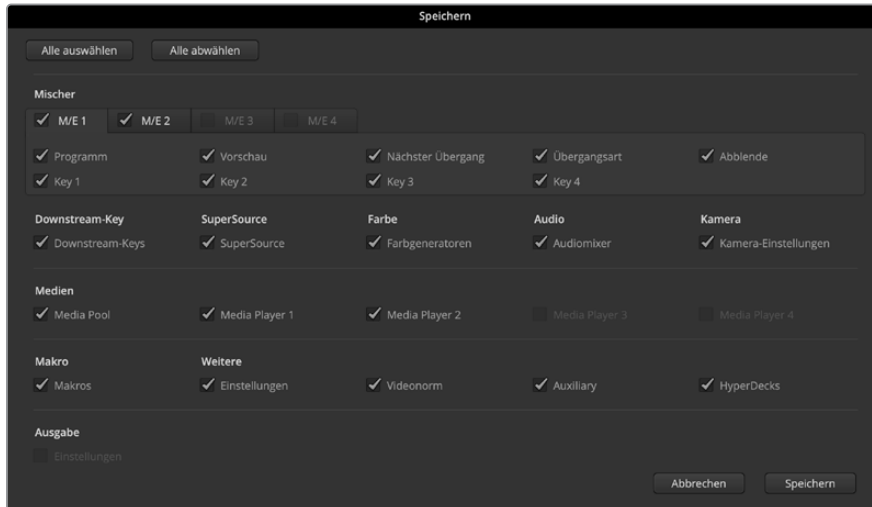 Speichern
Alle auswählen Alle abwählen
Mischer
M/E 1 M/E 2 M/E 3 M/E 4
Programm Vorschau Nächster Übergang Übergangsart Abblende
Key 1 Key 2 Key 3 Key 4
Downstream-Key SuperSource Farbe Audio Kamera
Downstream-Keys SuperSource Farbgeneratoren Audiomixer Kamera-Einstellungen
Medien
Media Pool Media Player 1 Media Player 2 Media Player 3 Media Player 4
Makro Weitere
Makros Einstellungen Videonorm Auxiliary HyperDecks
Ausgabe
Einstellungen
Abbrechen Speichern